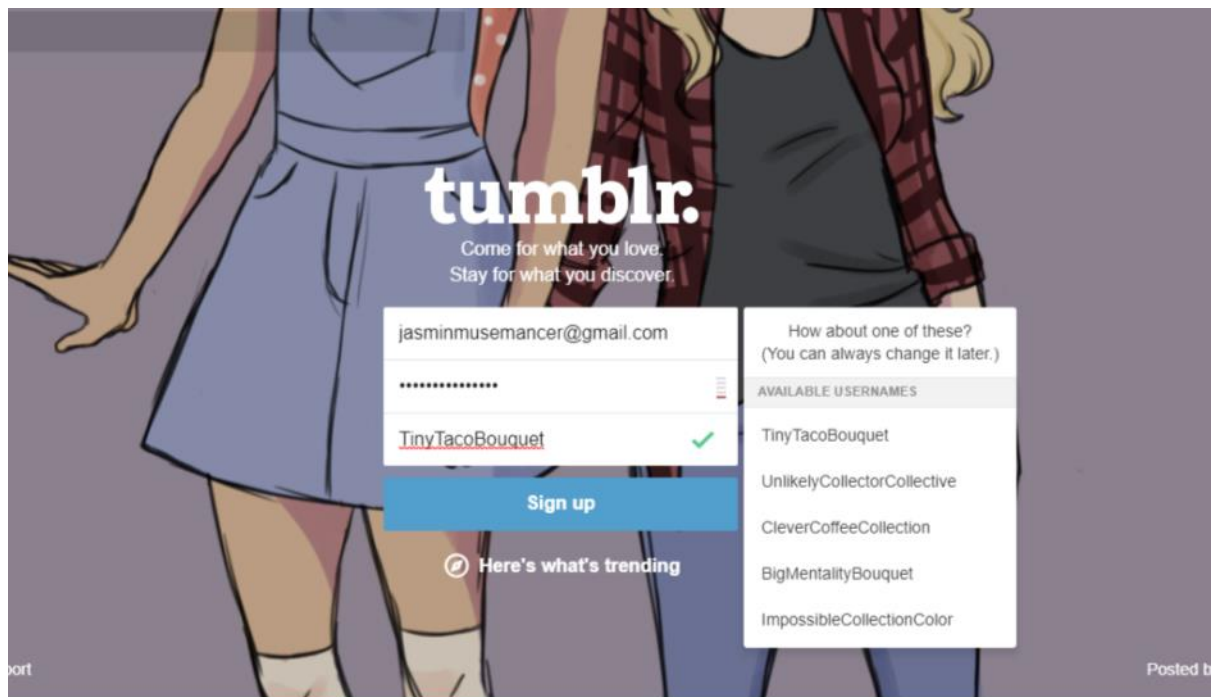 tumblr.
Come for what you love.
Stay for what you discover.
jasminmusemancer@gmail.com
•••••••••••••••
TinyTacoBouquet
Sign up
Here's what's trending
How about one of these?
(You can always change it later.)
AVAILABLE USERNAMES
TinyTacoBouquet
UnlikelyCollectorCollective
CleverCoffeeCollection
BigMentalityBouquet
ImpossibleCollectionColor
Posted